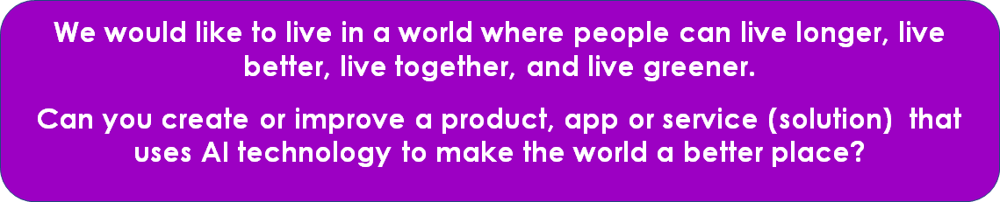 We would like to live in a world where people can live longer, live
better, live together, and live greener.
Can you create or improve a product, app or service (solution)  that
uses AI technology to make the world a better place?